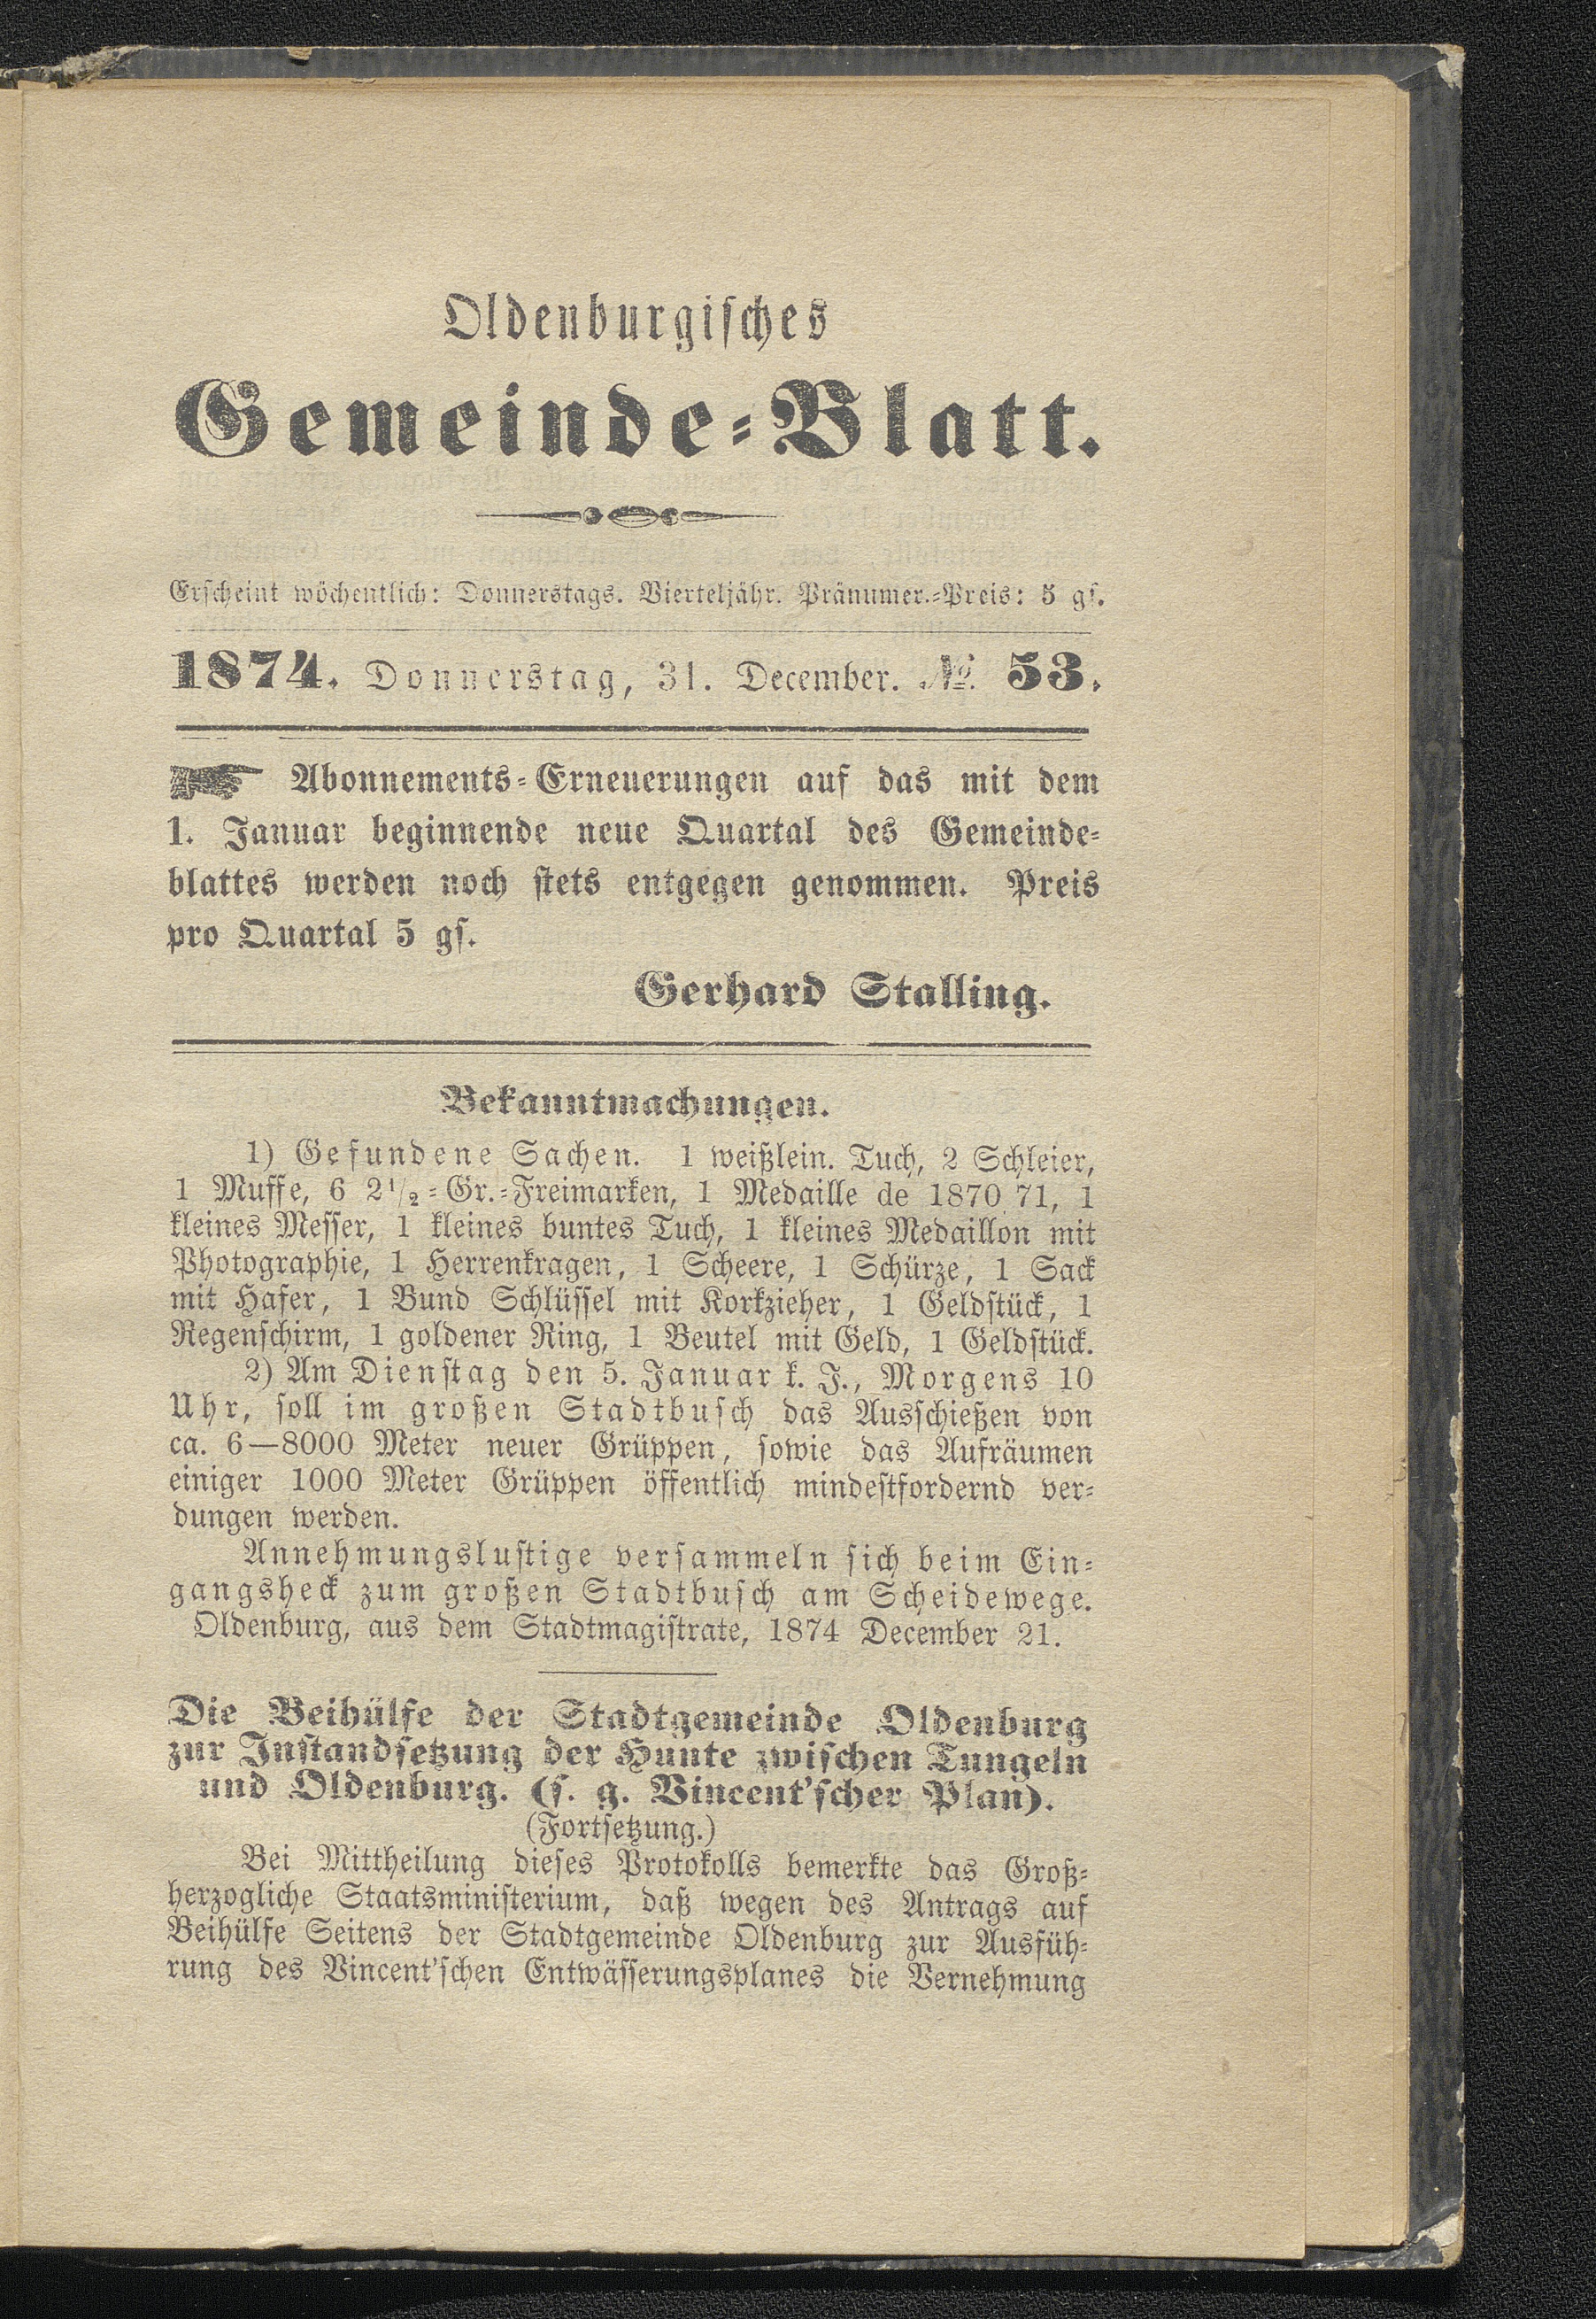 Oldenburgisches
Gemeinde-Blatt.
Erscheint wöchentlich: Donnerstags. Vierteljähr. Pränumer.-Preis: 5 gs.
1874. Donnerstag, 31. December. № 53.
☛ Abonnements-Erneuerungen auf das mit dem
1. Januar beginnende neue Quartal des Gemeinde-
blattes werden noch stets entgegen genommen. Preis
pro Quartal 5 gs.
Gerhard Stalling.
Bekanntmachungen.
1) Gefundene Sachen. 1 weißlein. Tuch, 2 Schleier,
1 Muffe, 6 2½-Gr.-Freimarken, 1 Medaille de 1870 71, 1
kleines Messer, 1 kleines buntes Tuch, 1 kleines Medaillon mit
Photographie, 1 Herrenkragen, 1 Scheere, 1 Schürze, 1 Sack
mit Hafer, 1 Bund Schlüssel mit Korkzieher, 1 Geldstück, 1
Regenschirm, 1 goldener Ring, 1 Beutel mit Geld, 1 Geldstück.
2) Am Dienstag den 5. Januar k. J., Morgens 10
Uhr, soll im großen Stadtbusch das Ausschießen von
ca. 6—8000 Meter neuer Grüppen, sowie das Aufräumen
einiger 1000 Meter Grüppen öffentlich mindestfordernd ver-
dungen werden.
Annehmungslustige versammeln sich beim Ein-
gangsheck zum großen Stadtbusch am Scheidewege.
Oldenburg, aus dem Stadtmagistrate, 1874 December 21.
Die Beihülfe der Stadtgemeinde Oldenburg
zur Instandsetzung der Hunte zwischen Tungeln
und Oldenburg. (s. g. Vincent'scher Plan).
(Fortsetzung.)
Bei Mittheilung dieses Protokolls bemerkte das Groß-
herzogliche Staatsministerium, daß wegen des Antrags auf
Beihülfe Seitens der Stadtgemeinde Oldenburg zur Ausfüh-
rung des Vincent'schen Entwässerungsplanes die Vernehmung